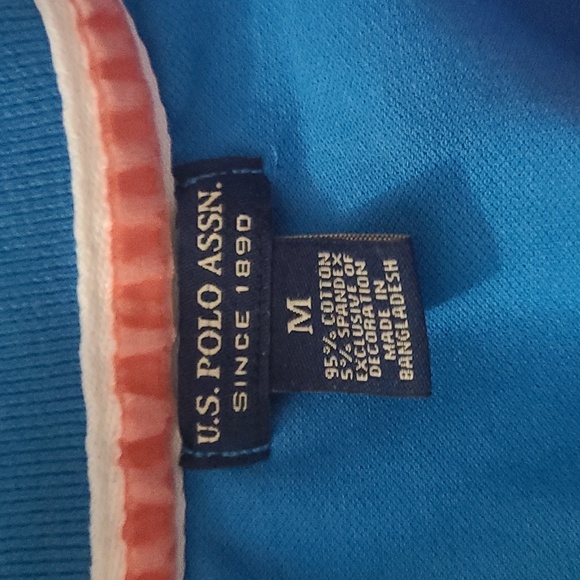 U.S. POLO ASSN.
SINCE 1890
M
95% COTTON
5% SPANDEX
EXCLUSIVE OF
DECORATION
MADE IN
BANGLADESH